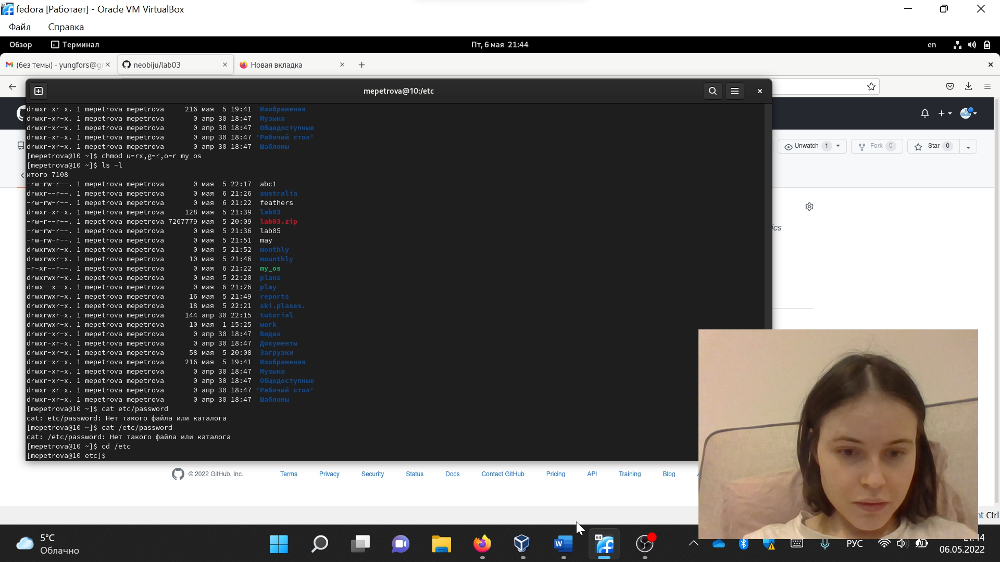 fedora [Работает] - Oracle VM VirtualBox
Файл Справка
Обзор Терминал Пт, 6 мая 21:44 en
(без темы) - yungfors@gr neobiju/lab03 Новая вкладка
mepetrova@10:/etc
drwxr-xr-x. 1 mepetrova mepetrova 216 мая 5 19:41 Изображения
drwxr-xr-x. 1 mepetrova mepetrova 0 апр 30 18:47 Музыка
drwxr-xr-x. 1 mepetrova mepetrova 0 апр 30 18:47 Общедоступные
drwxr-xr-x. 1 mepetrova mepetrova 0 апр 30 18:47 'Рабочий стол'
drwxr-xr-x. 1 mepetrova mepetrova 0 апр 30 18:47 Шаблоны
[mepetrova@10 ~]$ chmod u=rx,g=r,o=r my_os
[mepetrova@10 ~]$ ls -l
итого 7108
-rw-rw-r--. 1 mepetrova mepetrova 0 мая 5 22:17 abc1
drwxr--r--. 1 mepetrova mepetrova 0 мая 6 21:26 australia
-rw-rw-r--. 1 mepetrova mepetrova 0 мая 6 21:22 feathers
drwxr-xr-x. 1 mepetrova mepetrova 128 мая 5 21:39 lab03
-rw-r--r--. 1 mepetrova mepetrova 7267779 мая 5 20:09 lab03.zip
-rw-rw-r--. 1 mepetrova mepetrova 0 мая 5 21:36 lab05
-rw-rw-r--. 1 mepetrova mepetrova 0 мая 5 21:51 may
drwxrwxr-x. 1 mepetrova mepetrova 0 мая 5 21:52 monthly
drwxrwxr-x. 1 mepetrova mepetrova 10 мая 5 21:46 mounthly
-r-xr--r--. 1 mepetrova mepetrova 0 мая 6 21:22 my_os
drwxrwxr-x. 1 mepetrova mepetrova 0 мая 5 22:20 plans
drwx--x--x. 1 mepetrova mepetrova 0 мая 6 21:26 play
drwxrwxr-x. 1 mepetrova mepetrova 16 мая 5 21:49 reports
drwxrwxr-x. 1 mepetrova mepetrova 18 мая 5 22:21 ski.plases.
drwxrwxr-x. 1 mepetrova mepetrova 144 апр 30 22:15 tutorial
drwxrwxr-x. 1 mepetrova mepetrova 10 мая 1 15:25 work
drwxr-xr-x. 1 mepetrova mepetrova 0 апр 30 18:47 Видео
drwxr-xr-x. 1 mepetrova mepetrova 0 апр 30 18:47 Документы
drwxr-xr-x. 1 mepetrova mepetrova 58 мая 5 20:08 Загрузки
drwxr-xr-x. 1 mepetrova mepetrova 216 мая 5 19:41 Изображения
drwxr-xr-x. 1 mepetrova mepetrova 0 апр 30 18:47 Музыка
drwxr-xr-x. 1 mepetrova mepetrova 0 апр 30 18:47 Общедоступные
drwxr-xr-x. 1 mepetrova mepetrova 0 апр 30 18:47 'Рабочий стол'
drwxr-xr-x. 1 mepetrova mepetrova 0 апр 30 18:47 Шаблоны
[mepetrova@10 ~]$ cat etc/password
cat: etc/password: Нет такого файла или каталога
[mepetrova@10 ~]$ cat /etc/password
cat: /etc/password: Нет такого файла или каталога
[mepetrova@10 ~]$ cd /etc
[mepetrova@10 etc]$
Unwatch 1 Fork 0 Star 0
ics
© 2022 GitHub, Inc. Terms Privacy Security Status Docs Contact GitHub Pricing API Training Blog
nt Ctrl
5°C
Облачно
64
РУС
06.05.2022